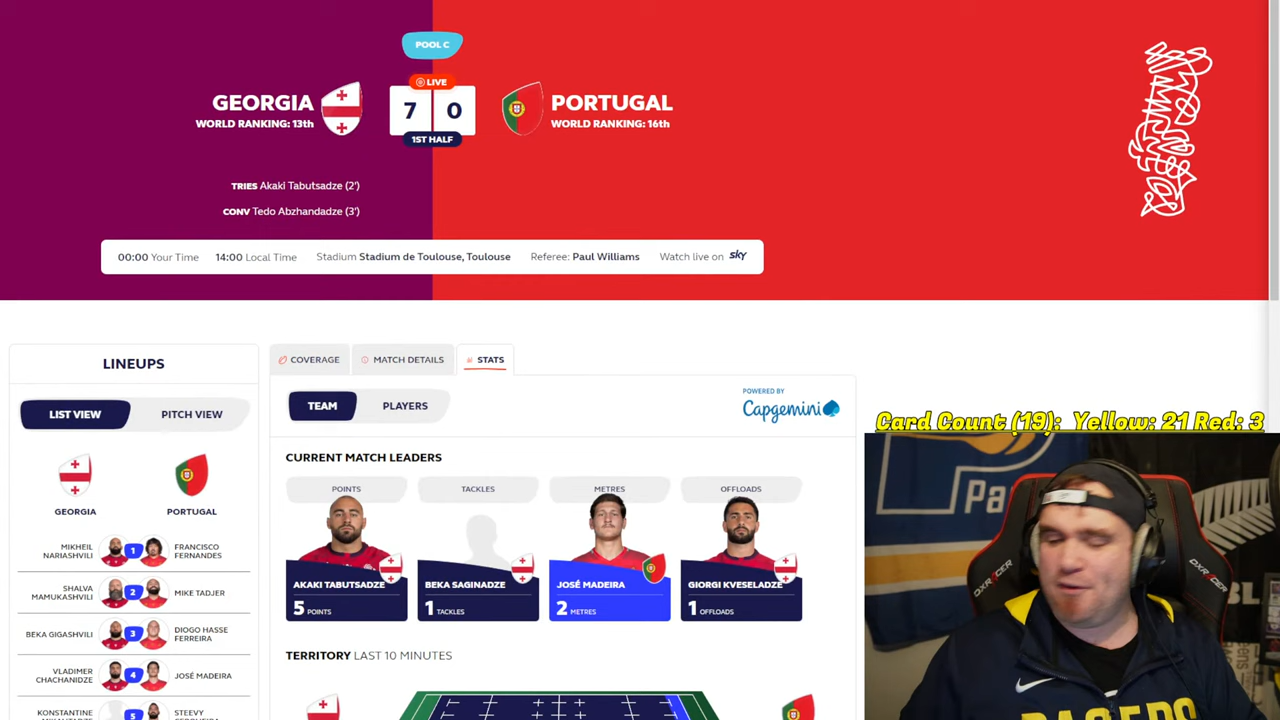 POOL C
LIVE
GEORGIA
WORLD RANKING: 13th
7 0
PORTUGAL
WORLD RANKING: 16th
1ST HALF
TRIES Akaki Tabutsadze (2')
CONV Tedo Abzhandadze (3')
00:00 Your Time 14:00 Local Time Stadium Stadium de Toulouse, Toulouse Referee: Paul Williams Watch live on sky
LINEUPS
LIST VIEW PITCH VIEW
GEORGIA PORTUGAL
MIKHEIL NARIASHVILI 1 FRANCISCO FERNANDES
SHALVA MAMUKASHVILI 2 MIKE TADJER
BEKA GIGASHVILI 3 DIOGO HASSE FERREIRA
VLADIMER CHACHANIDZE 4 JOSÉ MADEIRA
KONSTANTINE 5 STEEVY
COVERAGE MATCH DETAILS STATS
TEAM PLAYERS
POWERED BY
Capgemini
CURRENT MATCH LEADERS
POINTS TACKLES METRES OFFLOADS
AKAKI TABUTSADZE BEKA SAGINADZE JOSÉ MADEIRA GIORGI KVESELADZE
5 POINTS 1 TACKLES 2 METRES 1 OFFLOADS
TERRITORY LAST 10 MINUTES
Card Count (19): Yellow: 21 Red: 3
Pa
DXRACER
DXRACER
PACERS